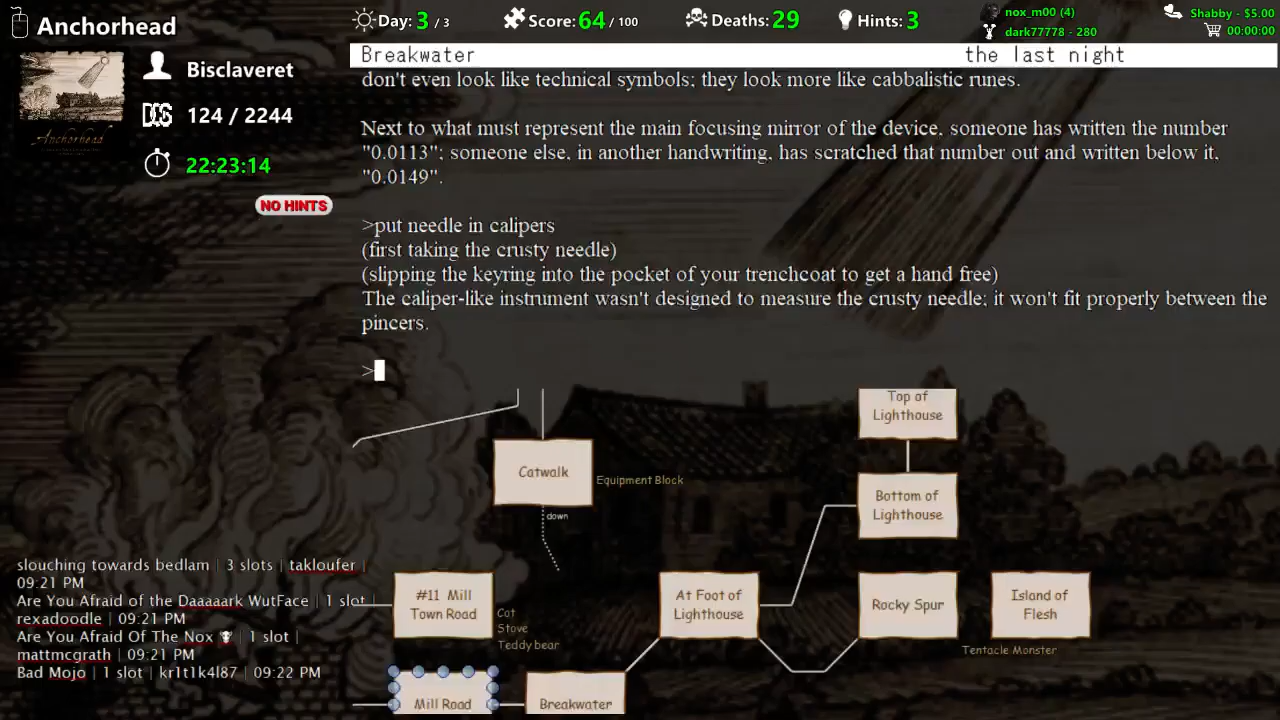 Anchorhead
Day: 3 / 3
Score: 64 / 100
Deaths: 29
Hints: 3
nox_m00 (4)
dark77778 - 280
Shabby - $5.00
00:00:00
Anchorhead
Bisclaveret
DCS 124 / 2244
22:23:14
NO HINTS
Breakwater the last night
don't even look like technical symbols; they look more like cabbalistic runes.
Next to what must represent the main focusing mirror of the device, someone has written the number
"0.0113"; someone else, in another handwriting, has scratched that number out and written below it,
"0.0149".
>put needle in calipers
(first taking the crusty needle)
(slipping the keyring into the pocket of your trenchcoat to get a hand free)
The caliper-like instrument wasn't designed to measure the crusty needle; it won't fit properly between the
pincers.
>
Top of
Lighthouse
Catwalk
Equipment Block
down
Bottom of
Lighthouse
#11 Mill
Town Road
Cot
Stove
Teddy bear
At Foot of
Lighthouse
Rocky Spur
Island of
Flesh
Tentacle Monster
Mill Road
Breakwater
slouching towards bedlam | 3 slots | takloufer |
09:21 PM
Are You Afraid of the Daaaaark WutFace | 1 slot |
rexadoodle | 09:21 PM
Are You Afraid Of The Nox | 1 slot |
mattmcgrath | 09:21 PM
Bad Mojo | 1 slot | kr1t1k4l87 | 09:22 PM